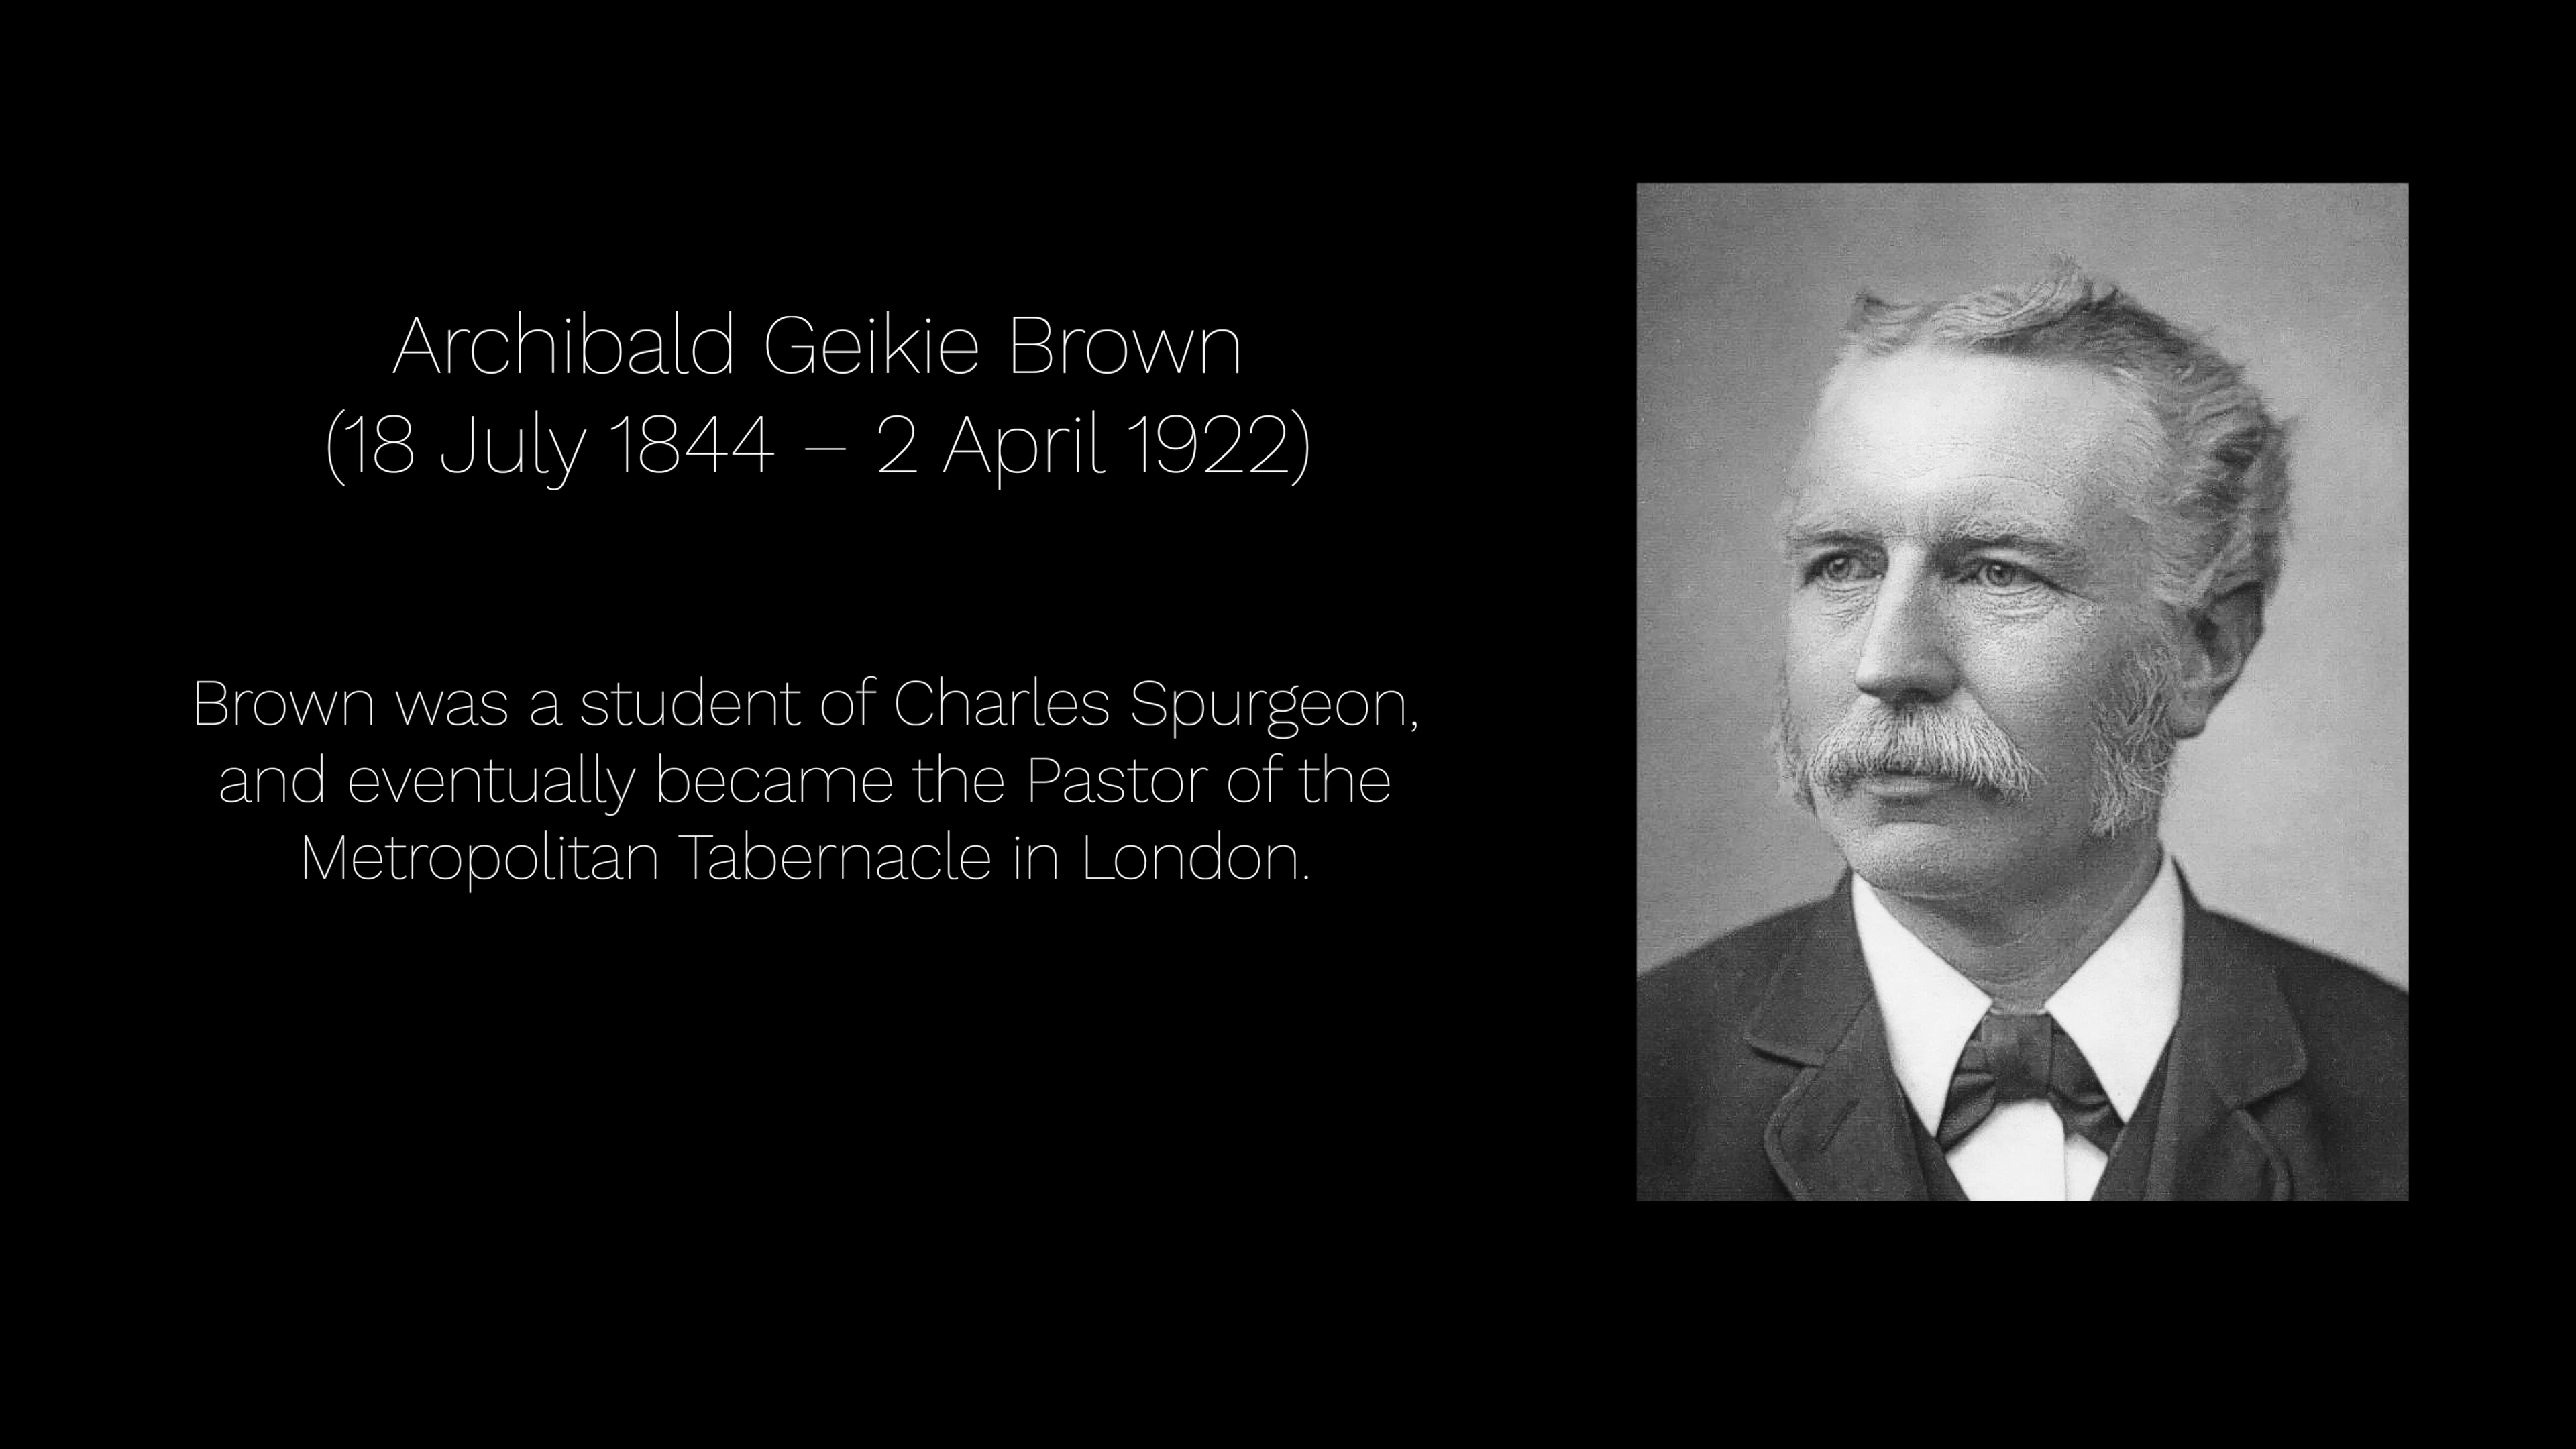 Archibald Geikie Brown
(18 July 1844 – 2 April 1922)
Brown was a student of Charles Spurgeon,
and eventually became the Pastor of the
Metropolitan Tabernacle in London.